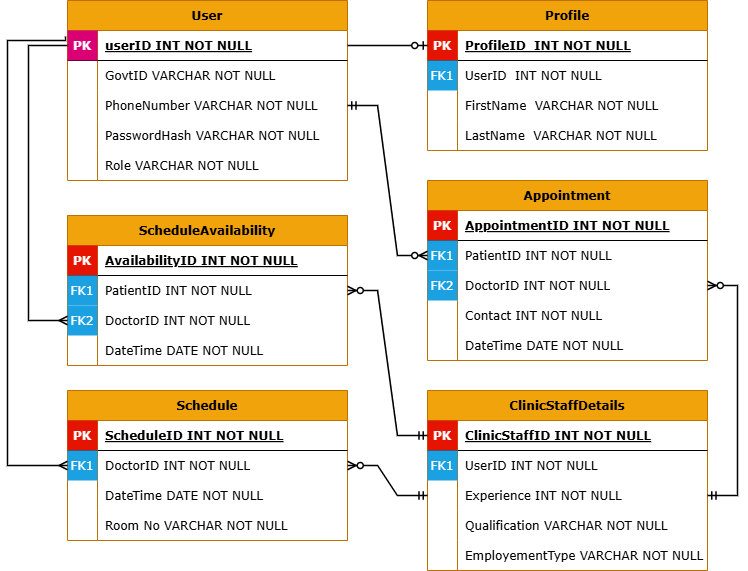 User
PK userID INT NOT NULL
GovtID VARCHAR NOT NULL
PhoneNumber VARCHAR NOT NULL
PasswordHash VARCHAR NOT NULL
Role VARCHAR NOT NULL
Profile
PK ProfileID INT NOT NULL
FK1 UserID INT NOT NULL
FirstName VARCHAR NOT NULL
LastName VARCHAR NOT NULL
ScheduleAvailability
PK AvailabilityID INT NOT NULL
FK1 PatientID INT NOT NULL
FK2 DoctorID INT NOT NULL
DateTime DATE NOT NULL
Appointment
PK AppointmentID INT NOT NULL
FK1 PatientID INT NOT NULL
FK2 DoctorID INT NOT NULL
Contact INT NOT NULL
DateTime DATE NOT NULL
Schedule
PK ScheduleID INT NOT NULL
FK1 DoctorID INT NOT NULL
DateTime DATE NOT NULL
Room No VARCHAR NOT NULL
ClinicStaffDetails
PK ClinicStaffID INT NOT NULL
FK1 UserID INT NOT NULL
Experience INT NOT NULL
Qualification VARCHAR NOT NULL
EmployementType VARCHAR NOT NULL